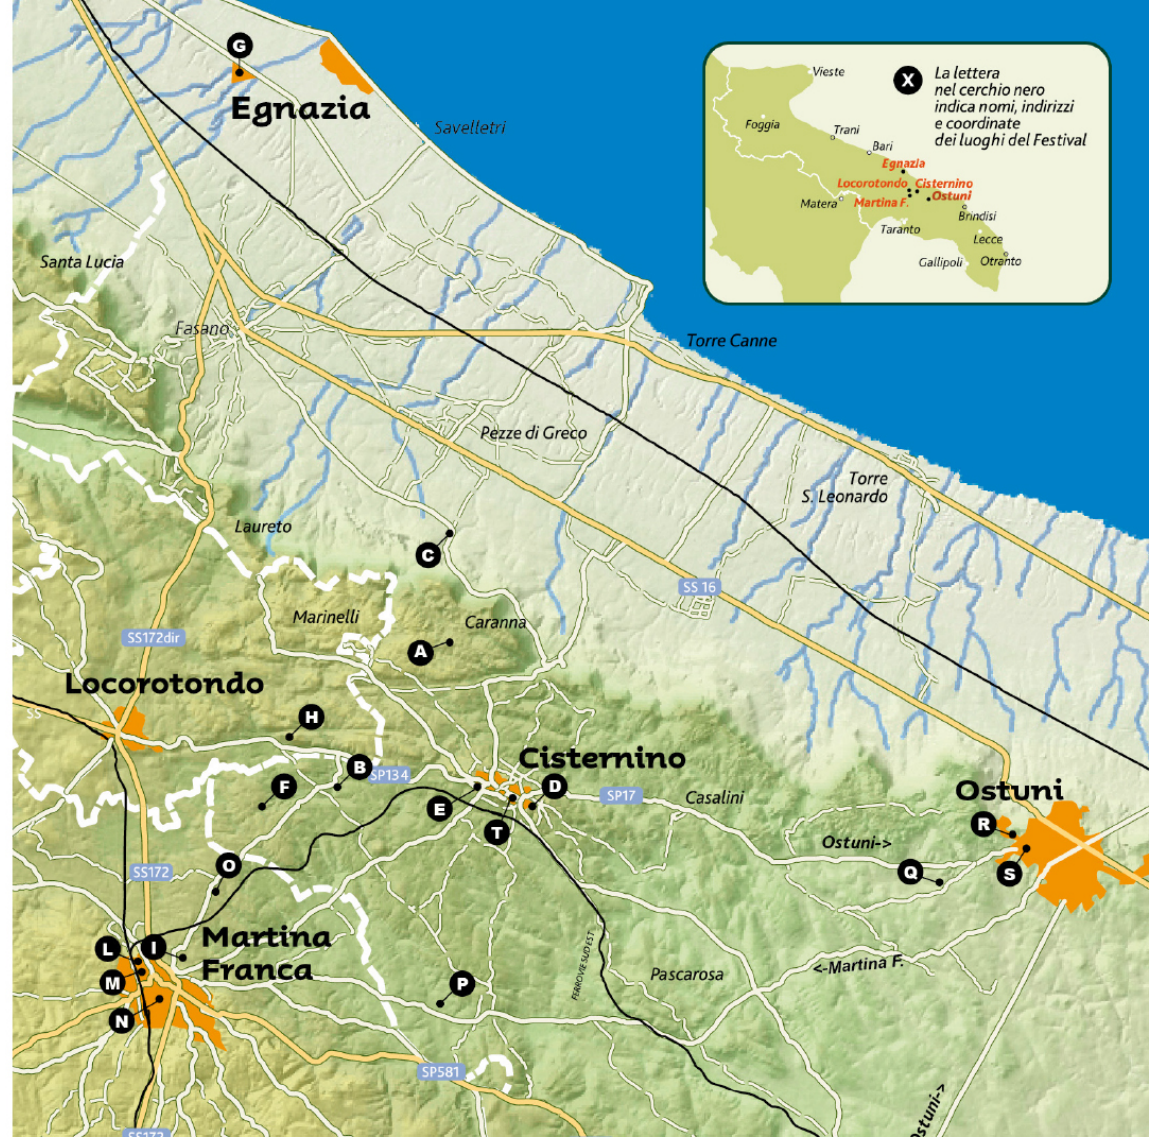 G
Egnazia
Savelletri
X
La lettera
nel cerchio nero
indica nomi, indirizzi
e coordinate
dei luoghi del Festival
Vieste
Foggia
Trani
Bari
Egnazia
Locorotondo
Cisternino
Martina F.
Ostuni
Matera
Brindisi
Taranto
Lecce
Gallipoli
Otranto
Santa Lucia
Fasano
Torre Canne
Pezze di Greco
Torre
S. Leonardo
Laureto
C
SS 16
Marinelli
Caranna
SS172dir
A
Locorotondo
SS
H
Cisternino
B
SP134
F
E
D
SP17
Casalini
Ostuni
T
R
Ostuni->
SS172
O
Q
S
Martina
Franca
L
I
M
N
P
FERROVIE SUD EST
Pascarosa
<-Martina F.
SP581
Ostuni->
SS172